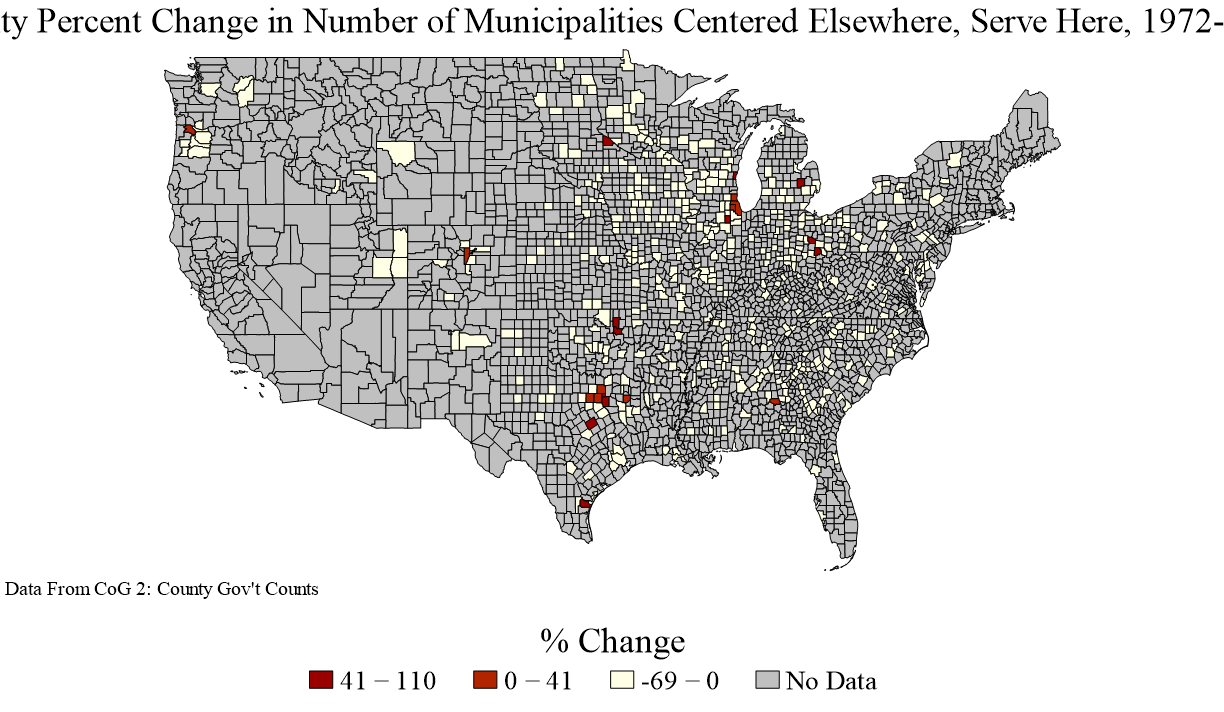 ty Percent Change in Number of Municipalities Centered Elsewhere, Serve Here, 1972-
Data From CoG 2: County Gov't Counts
% Change
41 − 110 0 − 41 -69 − 0 No Data